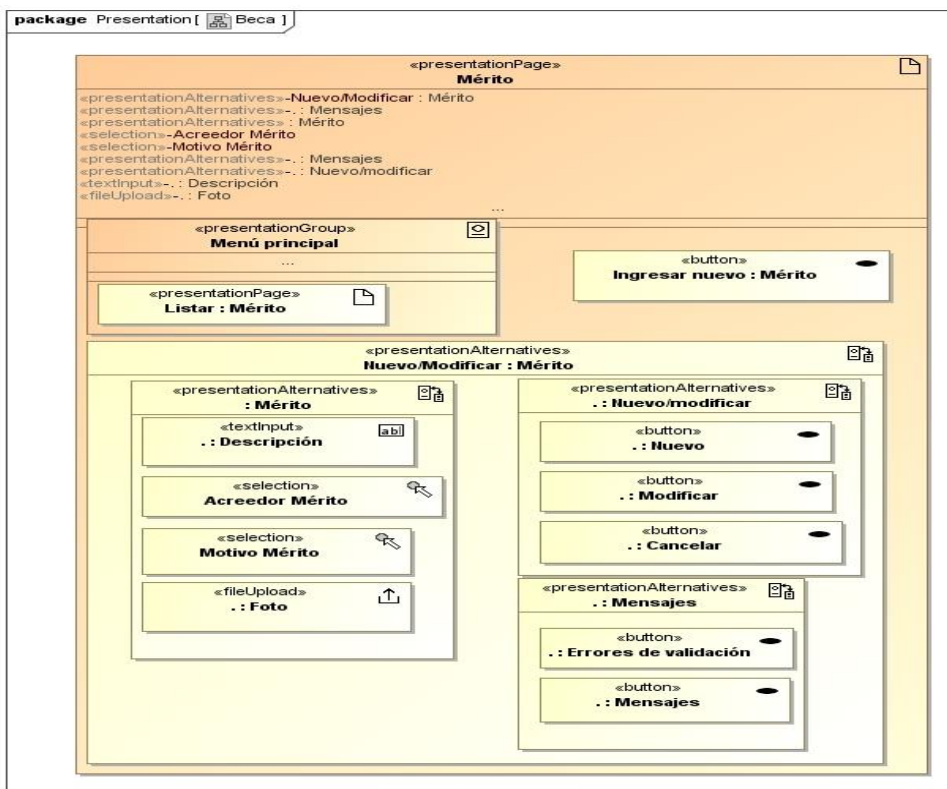 package Presentation [ Beca ]
«presentationPage»
Mérito
«presentationAlternatives»-Nuevo/Modificar : Mérito
«presentationAlternatives»-. : Mensajes
«presentationAlternatives» : Mérito
«selection»-Acreedor Mérito
«selection»-Motivo Mérito
«presentationAlternatives»-. : Mensajes
«presentationAlternatives»-. : Nuevo/modificar
«textInput»-. : Descripción
«fileUpload»-. : Foto
...
«presentationGroup»
Menú principal
...
«presentationPage»
Listar : Mérito
«button»
Ingresar nuevo : Mérito
«presentationAlternatives»
Nuevo/Modificar : Mérito
«presentationAlternatives»
: Mérito
«textInput»
. : Descripción
abl
«selection»
Acreedor Mérito
«selection»
Motivo Mérito
«fileUpload»
. : Foto
«presentationAlternatives»
. : Nuevo/modificar
«button»
. : Nuevo
«button»
. : Modificar
«button»
. : Cancelar
«presentationAlternatives»
. : Mensajes
«button»
. : Errores de validación
«button»
. : Mensajes